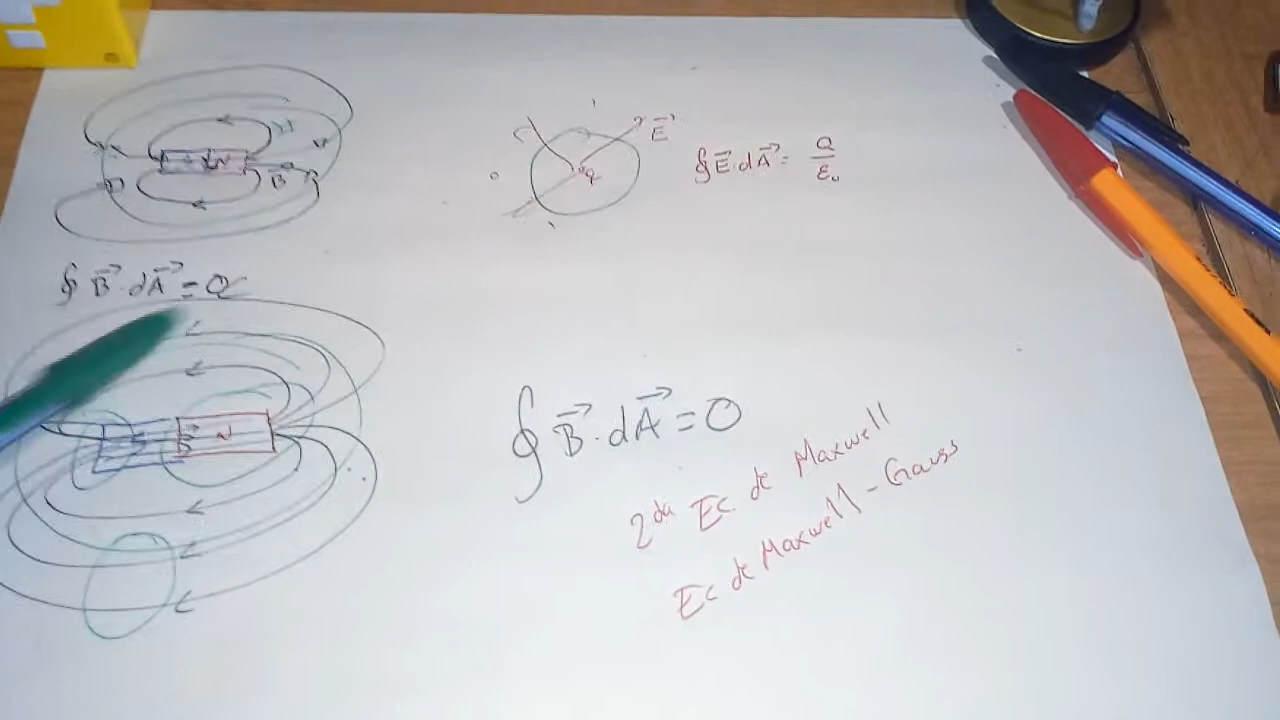 N
B⃗
E⃗
q
∮ E⃗·dA⃗ = Q/ε₀
∮ B⃗·dA⃗ = 0
N
∮ B⃗·dA⃗ = 0
2da Ec. de Maxwell
Ec de Maxwell - Gauss